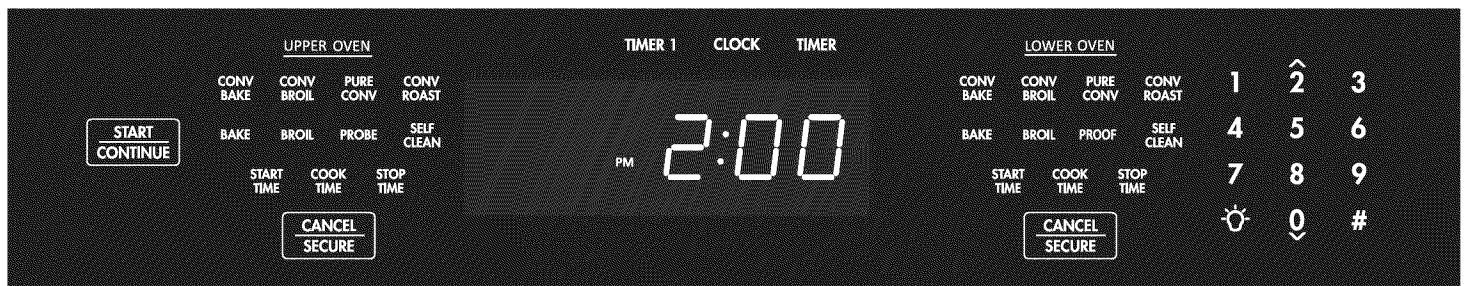 UPPER OVEN
CONV BAKE
CONV BROIL
PURE CONV
CONV ROAST
START CONTINUE
BAKE
BROIL
PROBE
SELF CLEAN
START TIME
COOK TIME
STOP TIME
CANCEL SECURE
TIMER 1 CLOCK TIMER
PM 2:00
LOWER OVEN
CONV BAKE
CONV BROIL
PURE CONV
CONV ROAST
BAKE
BROIL
PROOF
SELF CLEAN
START TIME
COOK TIME
STOP TIME
CANCEL SECURE
1 2 3
4 5 6
7 8 9
0 #